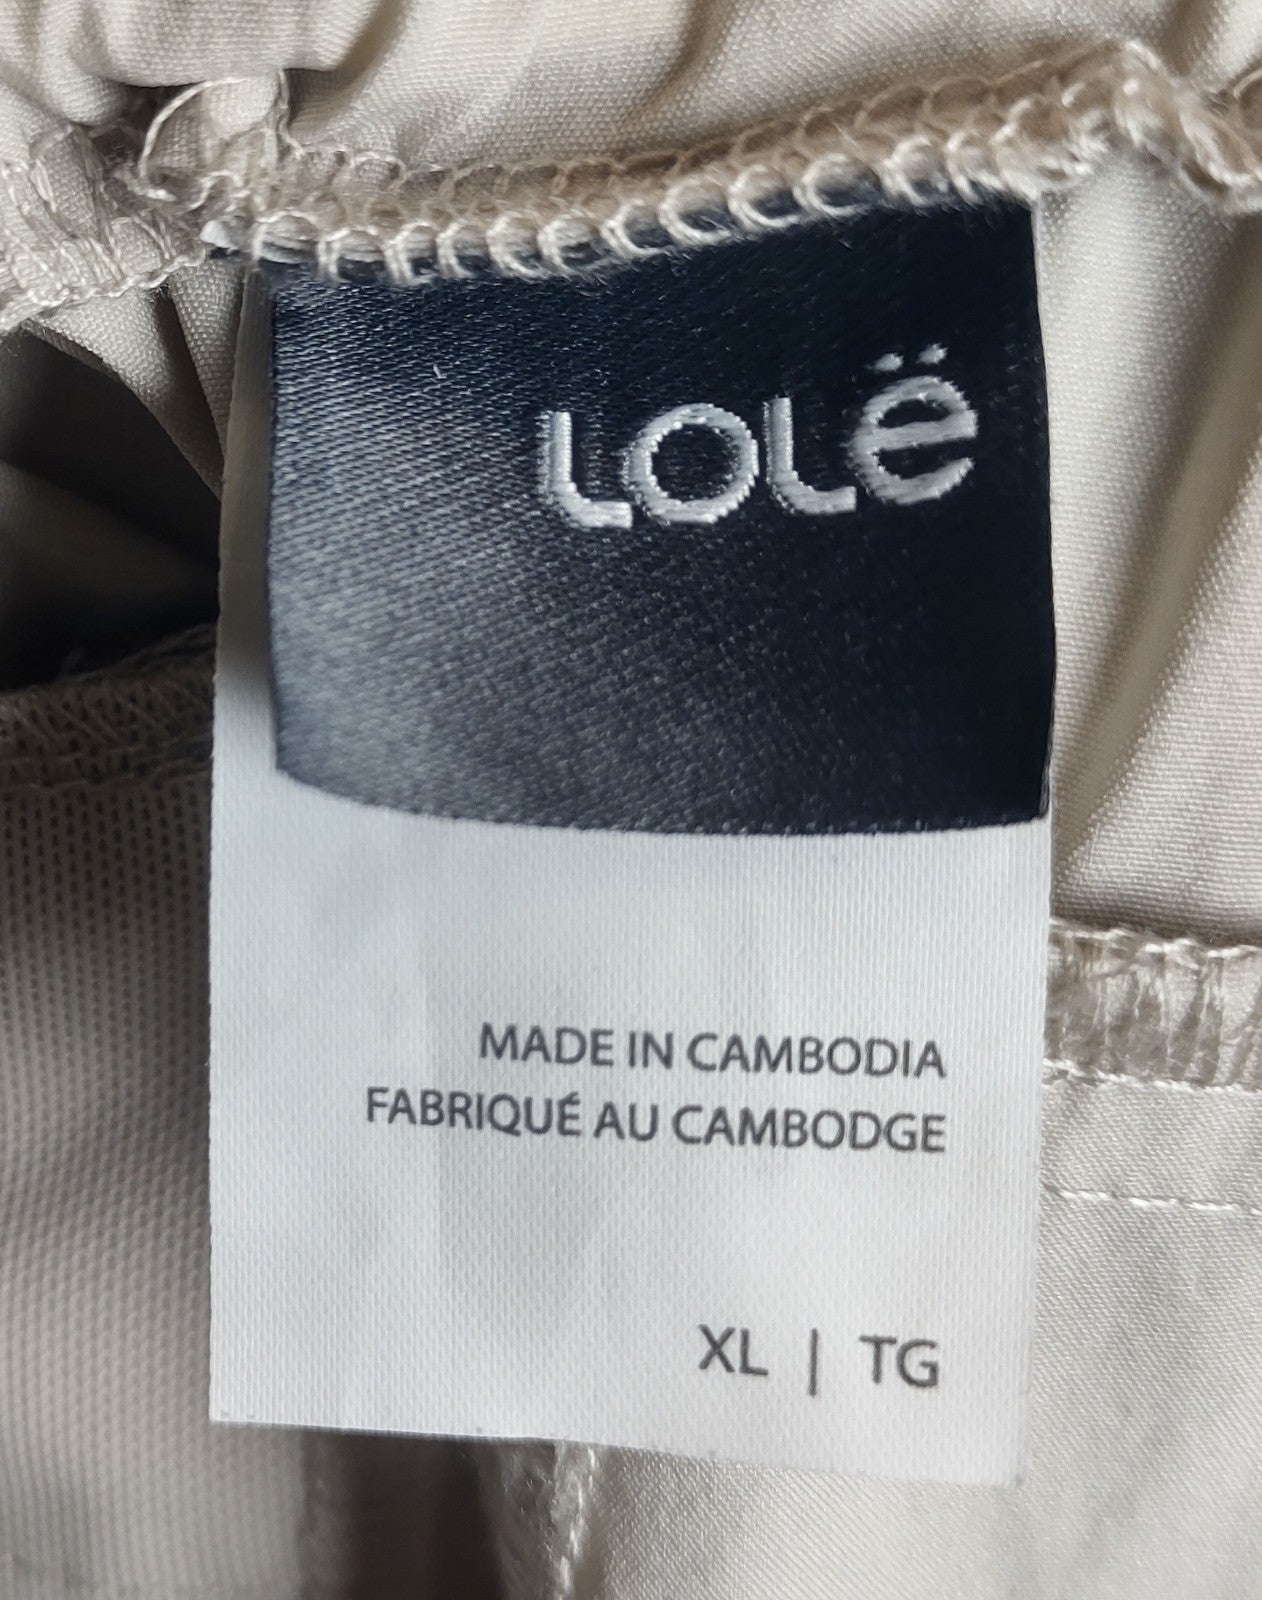 Lolë
MADE IN CAMBODIA
FABRIQUÉ AU CAMBODGE
XL | TG